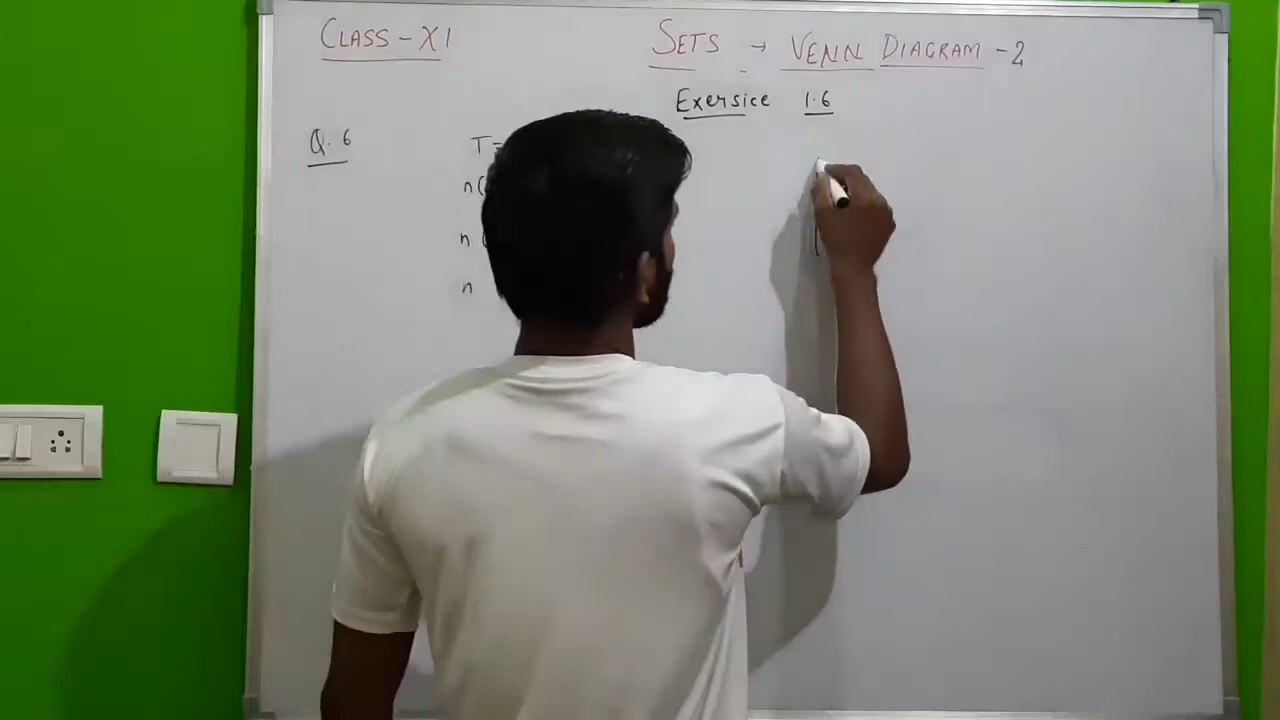 CLASS - XI
SETS → VENN DIAGRAM - 2
Exersice 1.6
Q. 6
T =
n (
n (
n